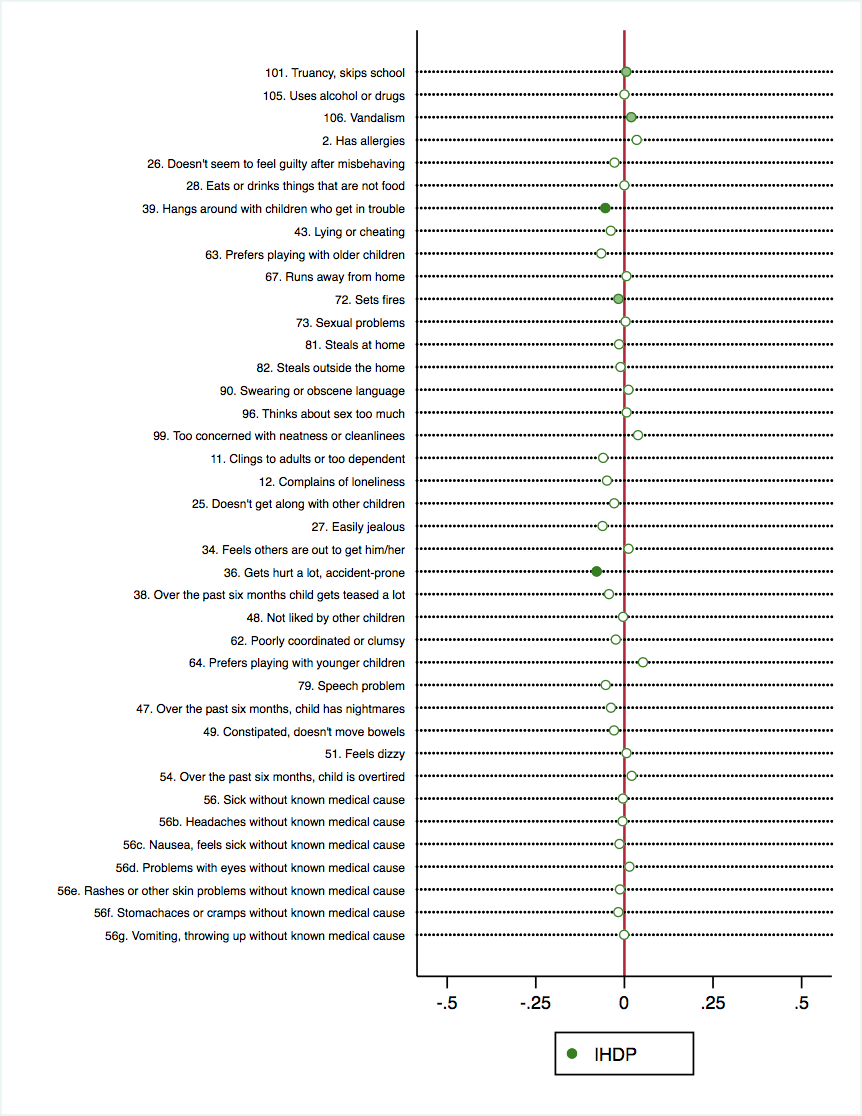 101. Truancy, skips school
105. Uses alcohol or drugs
106. Vandalism
2. Has allergies
26. Doesn't seem to feel guilty after misbehaving
28. Eats or drinks things that are not food
39. Hangs around with children who get in trouble
43. Lying or cheating
63. Prefers playing with older children
67. Runs away from home
72. Sets fires
73. Sexual problems
81. Steals at home
82. Steals outside the home
90. Swearing or obscene language
96. Thinks about sex too much
99. Too concerned with neatness or cleanlinees
11. Clings to adults or too dependent
12. Complains of loneliness
25. Doesn't get along with other children
27. Easily jealous
34. Feels others are out to get him/her
36. Gets hurt a lot, accident-prone
38. Over the past six months child gets teased a lot
48. Not liked by other children
62. Poorly coordinated or clumsy
64. Prefers playing with younger children
79. Speech problem
47. Over the past six months, child has nightmares
49. Constipated, doesn't move bowels
51. Feels dizzy
54. Over the past six months, child is overtired
56. Sick without known medical cause
56b. Headaches without known medical cause
56c. Nausea, feels sick without known medical cause
56d. Problems with eyes without known medical cause
56e. Rashes or other skin problems without known medical cause
56f. Stomachaces or cramps without known medical cause
56g. Vomiting, throwing up without known medical cause
-.5 -.25 0 .25 .5
IHDP